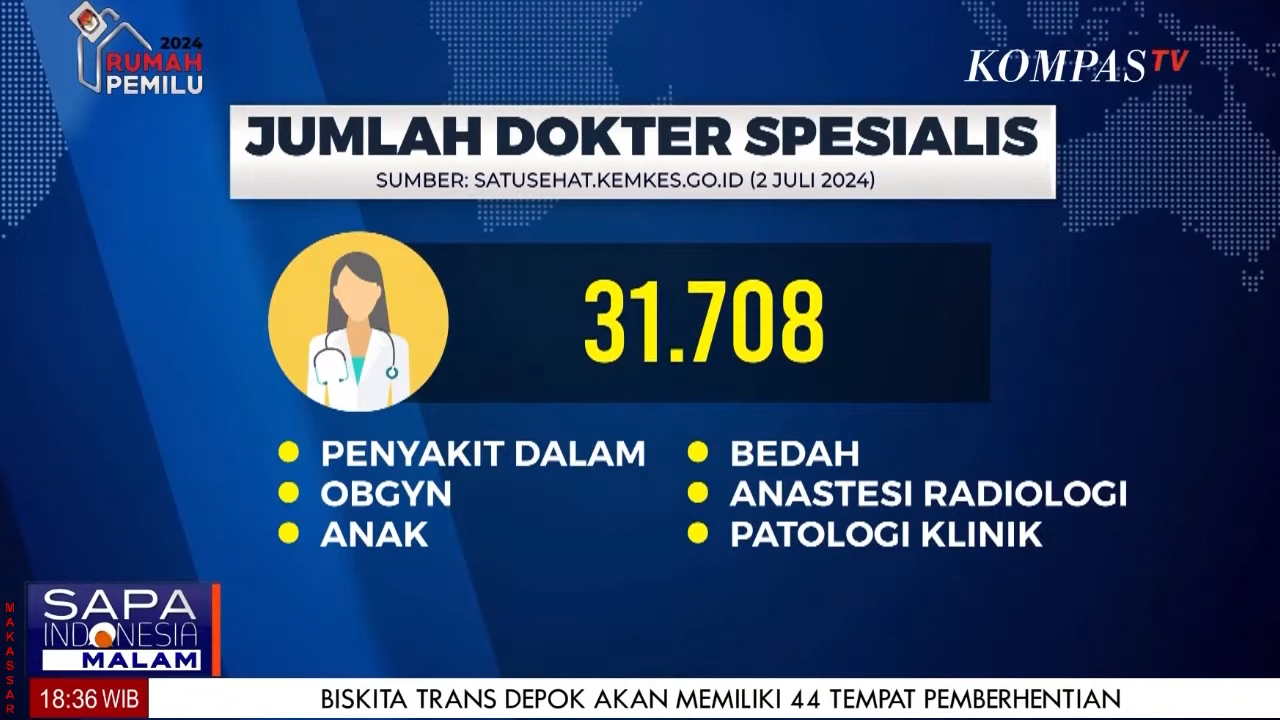 2024
RUMAH
PEMILU
KOMPASTV
JUMLAH DOKTER SPESIALIS
SUMBER: SATUSEHAT.KEMKES.GO.ID (2 JULI 2024)
31.708
PENYAKIT DALAM
OBGYN
ANAK
BEDAH
ANASTESI RADIOLOGI
PATOLOGI KLINIK
MAKASSAR
SAPA
INDONESIA
MALAM
18:36 WIB
BISKITA TRANS DEPOK AKAN MEMILIKI 44 TEMPAT PEMBERHENTIAN